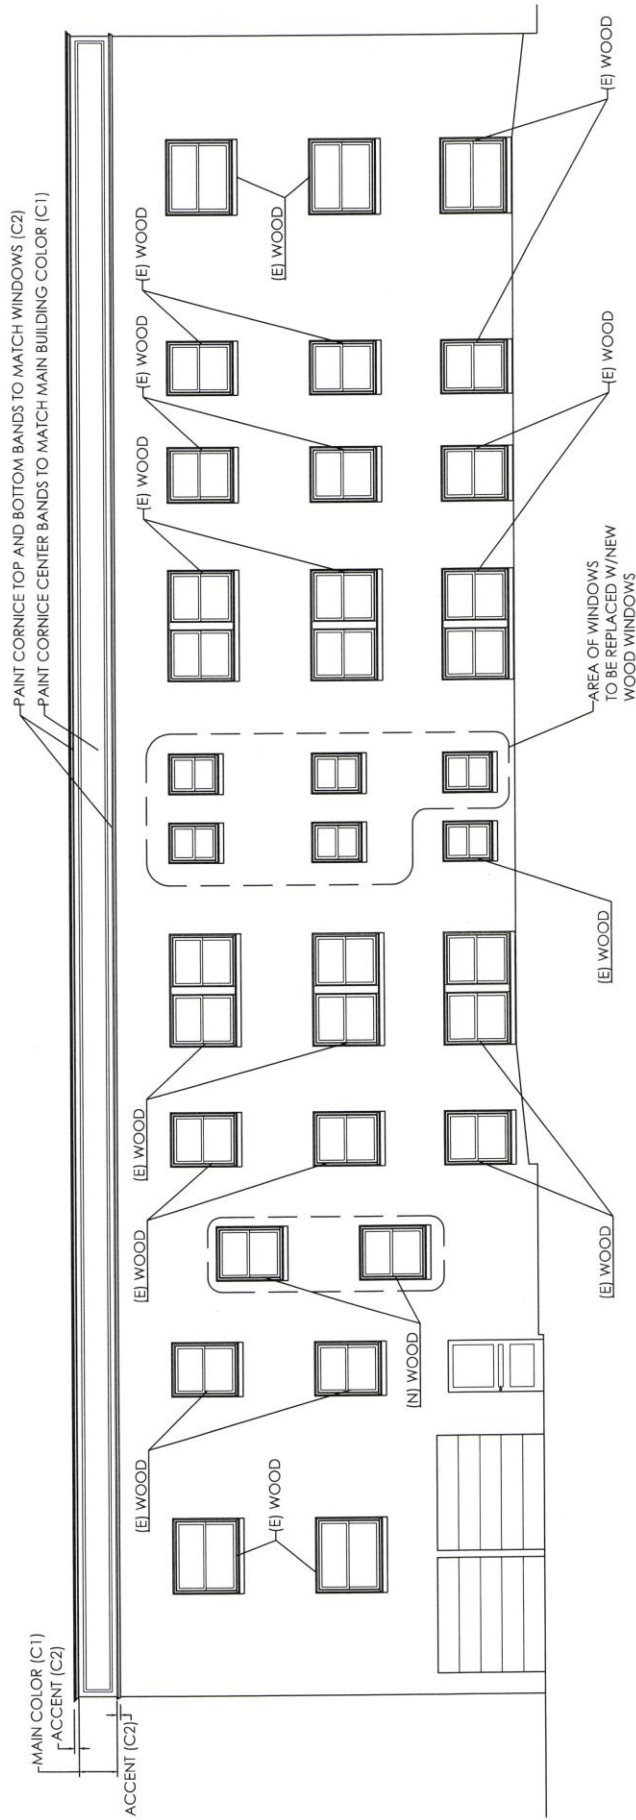 PAINT CORNICE TOP AND BOTTOM BANDS TO MATCH WINDOWS (C2)
PAINT CORNICE CENTER BANDS TO MATCH MAIN BUILDING COLOR (C1)
MAIN COLOR (C1)
ACCENT (C2)
ACCENT (C2)
(E) WOOD
(E) WOOD
(E) WOOD
(E) WOOD
(E) WOOD
(E) WOOD
(E) WOOD
(E) WOOD
(N) WOOD
(E) WOOD
(E) WOOD
AREA OF WINDOWS
TO BE REPLACED W/NEW
WOOD WINDOWS
(E) WOOD
(E) WOOD